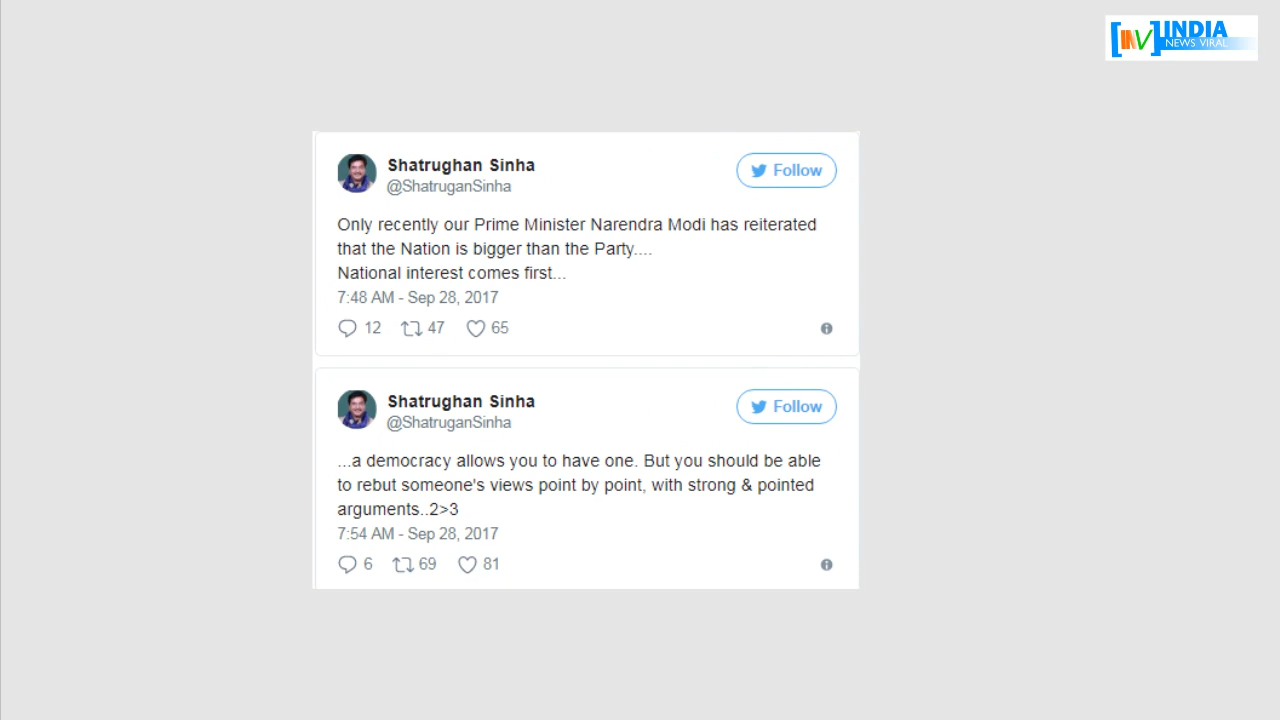 INV INDIA
NEWS VIRAL
Shatrughan Sinha
@ShatruganSinha
Follow
Only recently our Prime Minister Narendra Modi has reiterated
that the Nation is bigger than the Party....
National interest comes first...
7:48 AM - Sep 28, 2017
12 47 65
Shatrughan Sinha
@ShatruganSinha
Follow
...a democracy allows you to have one. But you should be able
to rebut someone's views point by point, with strong & pointed
arguments..2>3
7:54 AM - Sep 28, 2017
6 69 81